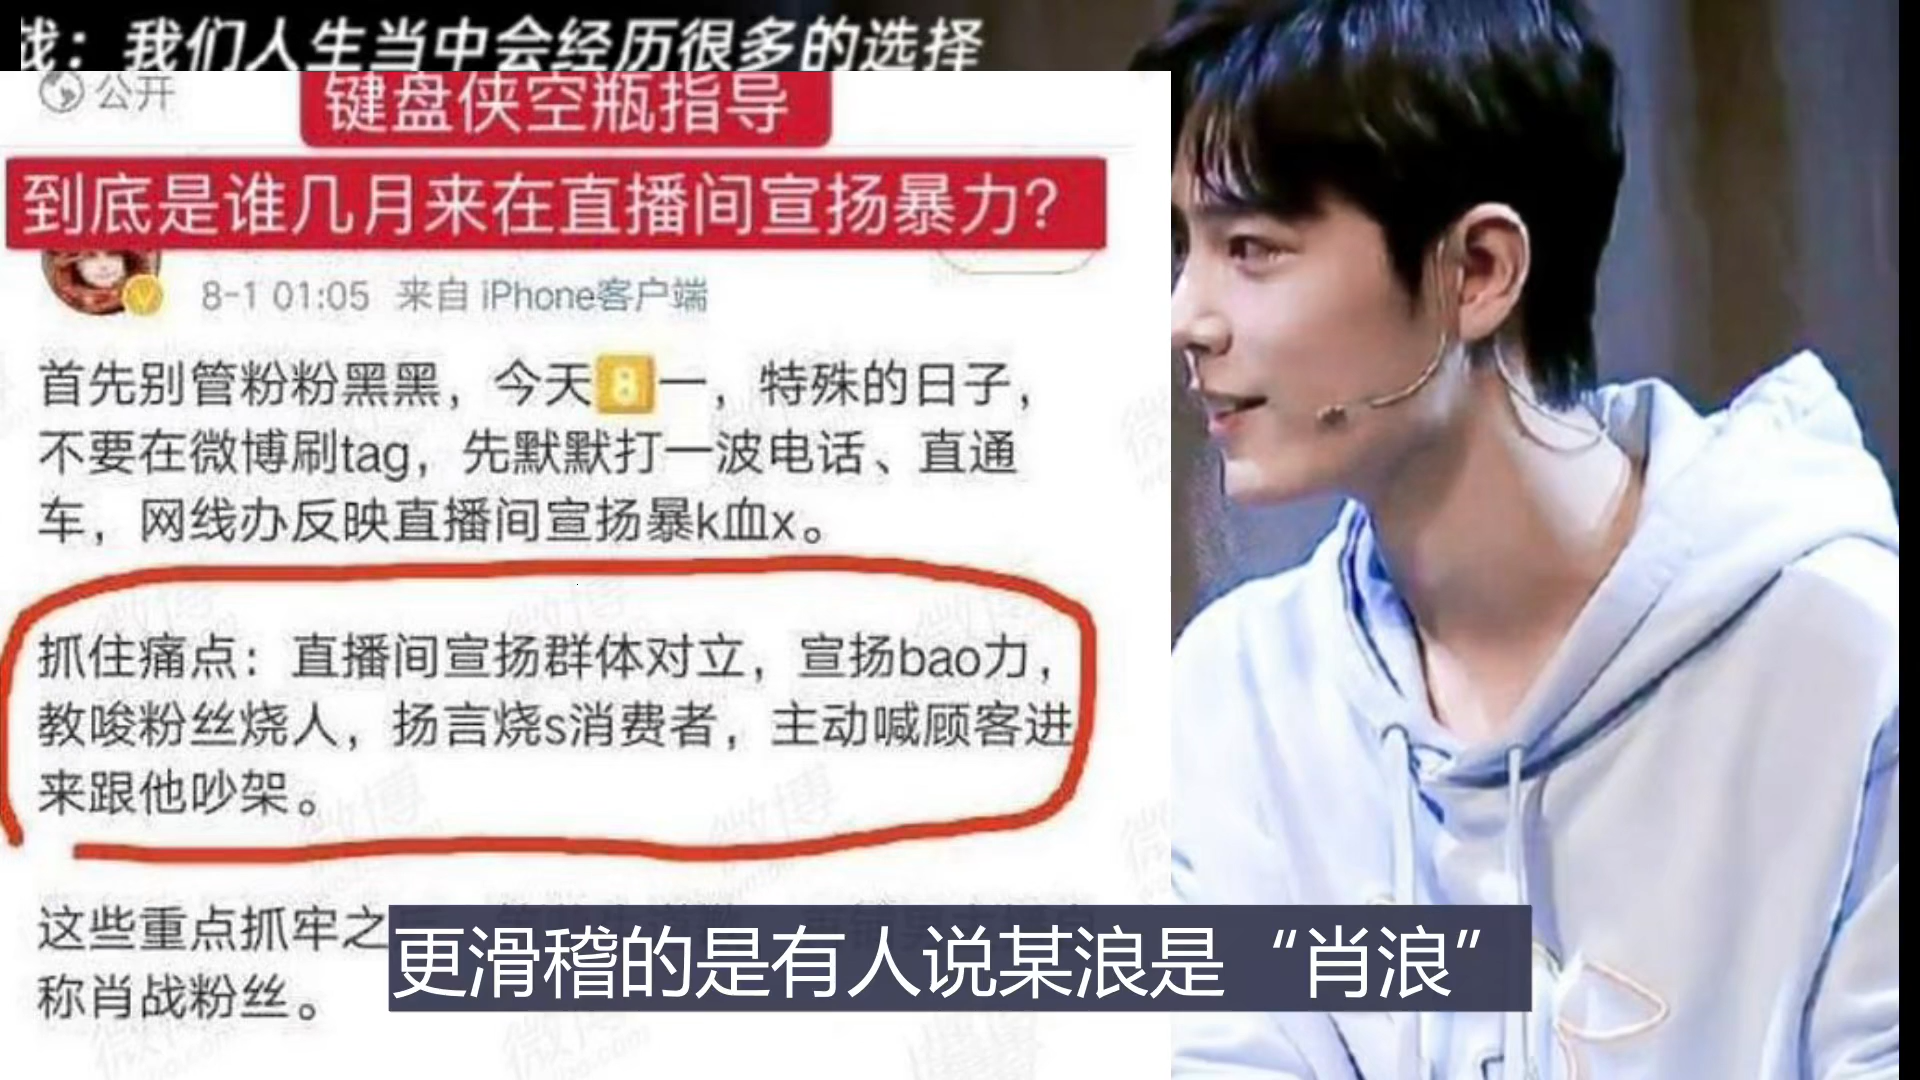 战：我们人生当中会经历很多的选择
公开
键盘侠空瓶指导
到底是谁几月来在直播间宣扬暴力？
8-1 01:05 来自 iPhone客户端
首先别管粉粉黑黑，今天8一，特殊的日子，
不要在微博刷tag，先默默打一波电话、直通
车，网线办反映直播间宣扬暴k血x。
抓住痛点：直播间宣扬群体对立，宣扬bao力，
教唆粉丝烧人，扬言烧s消费者，主动喊顾客进
来跟他吵架。
这些重点抓牢之
称肖战粉丝。
更滑稽的是有人说某浪是“肖浪”